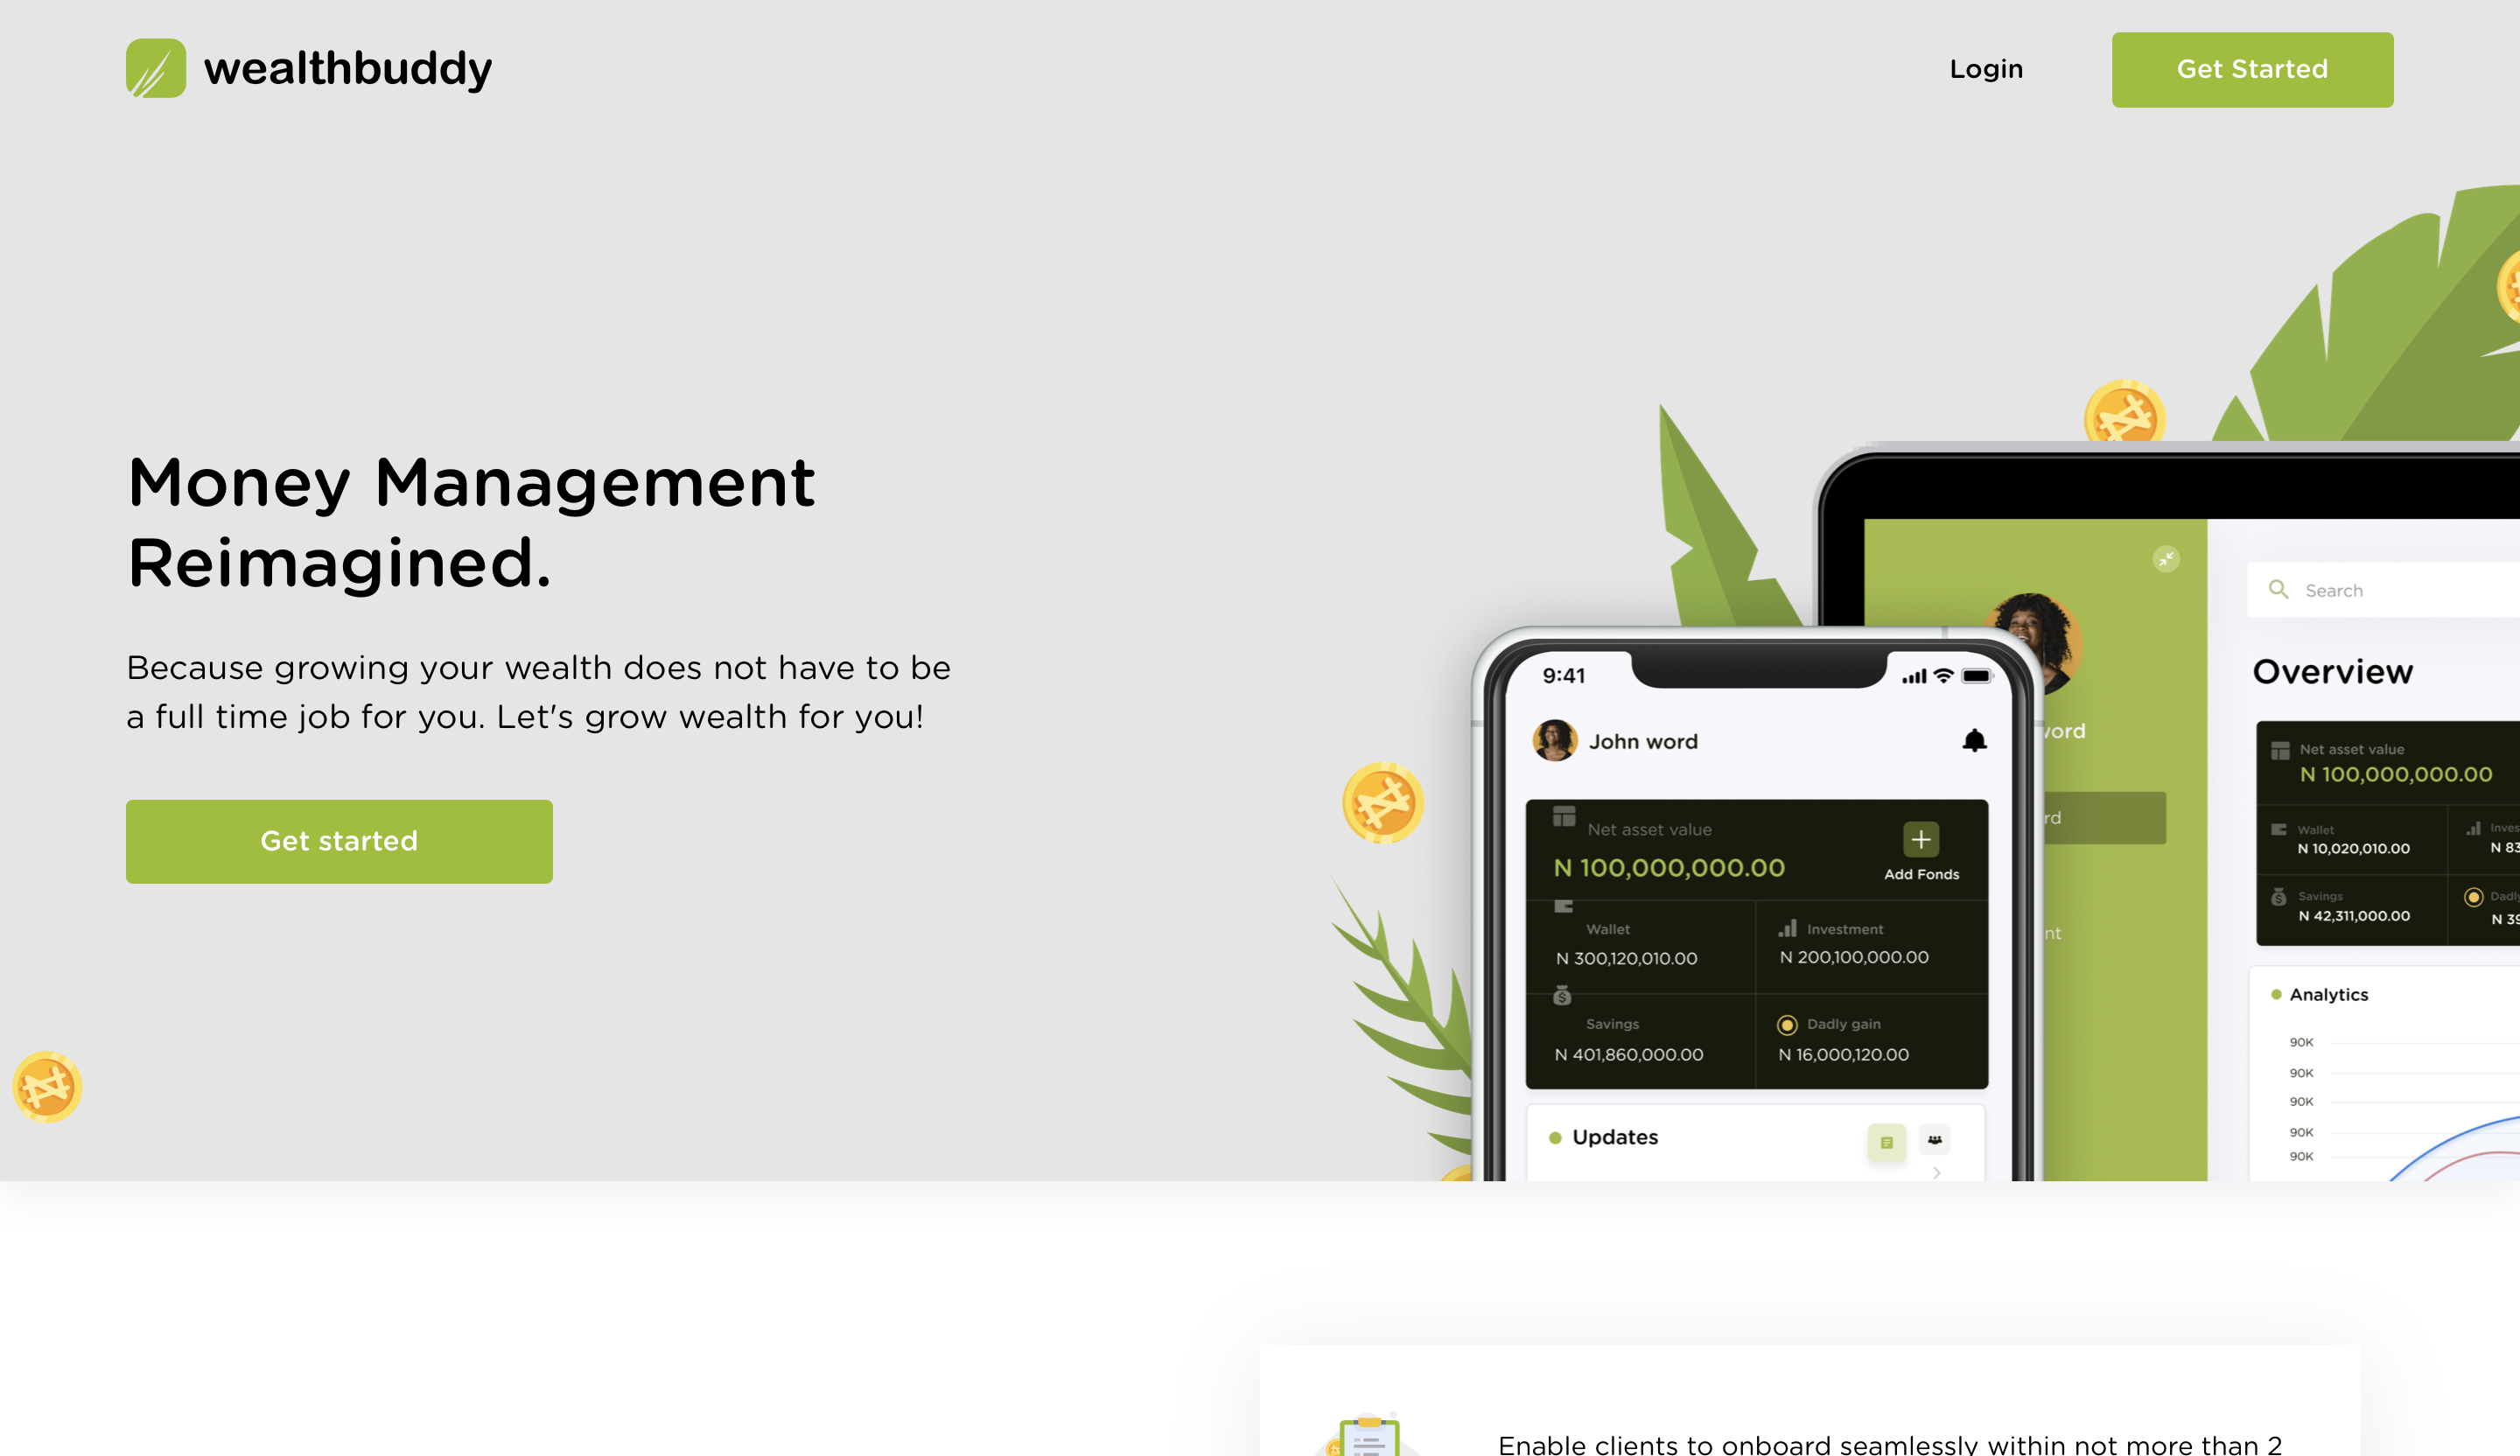 wealthbuddy
Login
Get Started
Money Management
Reimagined.
Because growing your wealth does not have to be
a full time job for you. Let's grow wealth for you!
Get started
9:41
John word
Net asset value
N 100,000,000.00
Add Fonds
Wallet
N 300,120,010.00
Investment
N 200,100,000.00
Savings
N 401,860,000.00
Dadly gain
N 16,000,120.00
Updates
Search
Overview
Net asset value
N 100,000,000.00
Wallet
N 10,020,010.00
Savings
N 42,311,000.00
Analytics
90K
90K
90K
90K
90K
Enable clients to onboard seamlessly within not more than 2